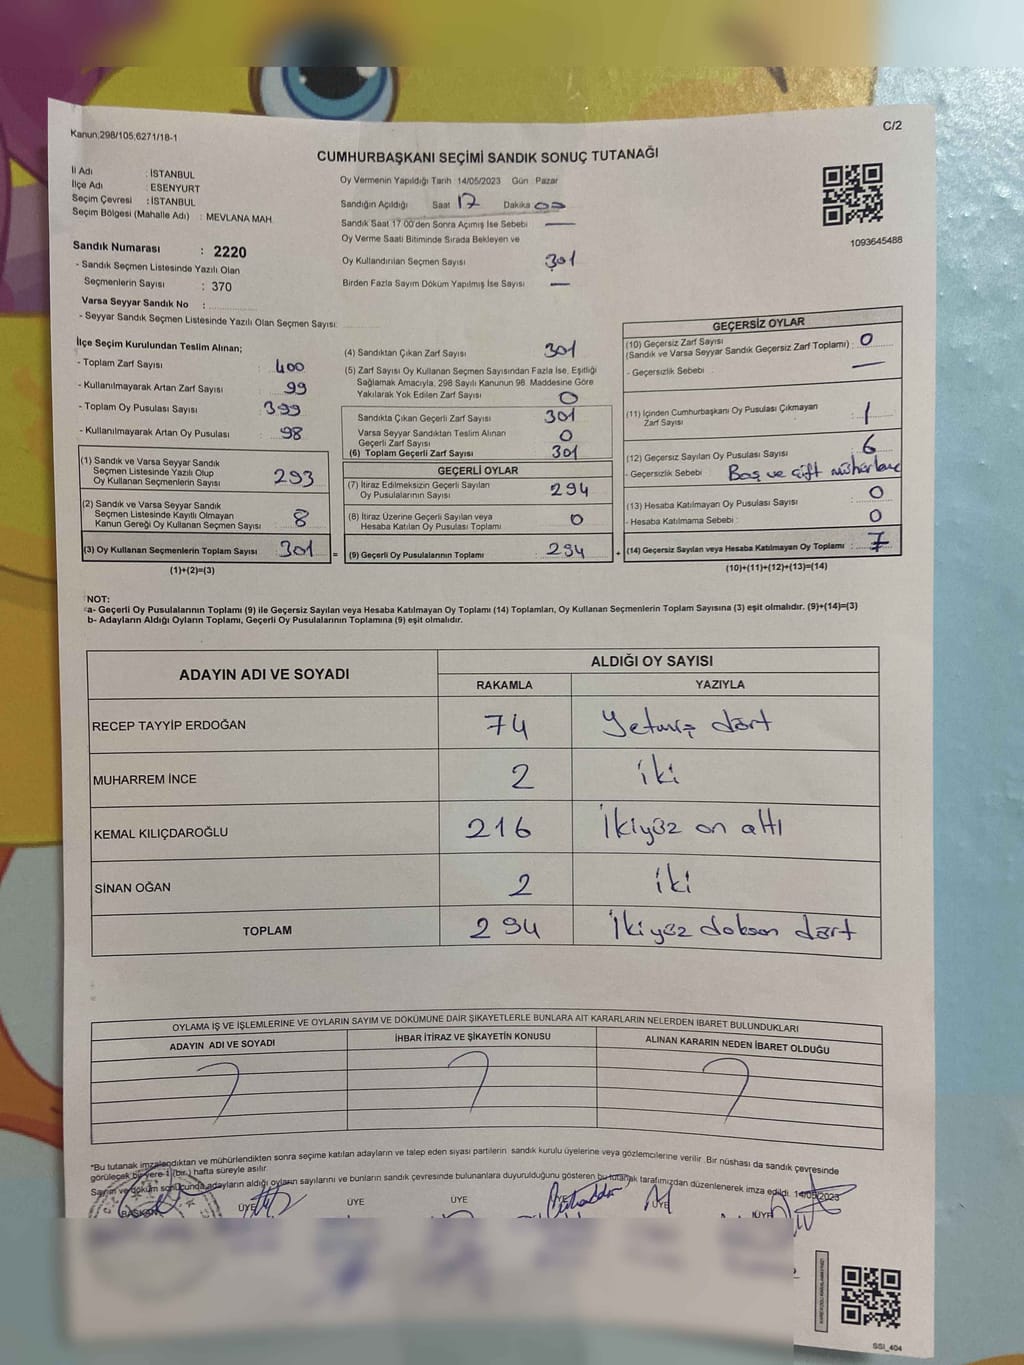 Kanun,298/105,6271/18-1
C/2
CUMHURBAŞKANI SEÇİMİ SANDIK SONUÇ TUTANAĞI
İl Adı : İSTANBUL
İlçe Adı : ESENYURT
Seçim Çevresi : İSTANBUL
Seçim Bölgesi (Mahalle Adı) : MEVLANA MAH.
Sandık Numarası : 2220
- Sandık Seçmen Listesinde Yazılı Olan
Seçmenlerin Sayısı : 370
Varsa Seyyar Sandık No :
- Seyyar Sandık Seçmen Listesinde Yazılı Olan Seçmen Sayısı:
Oy Vermenin Yapıldığı Tarih 14/05/2023 Gün Pazar
Sandığın Açıldığı Saat 17 Dakika 00
Sandık Saat 17 00'den Sonra Açımış İse Sebebi —
Oy Verme Saati Bitiminde Sırada Bekleyen ve
Oy Kullandırılan Seçmen Sayısı 301
Birden Fazla Sayım Döküm Yapılmış İse Sayısı —
1093645488
İlçe Seçim Kurulundan Teslim Alınan;
- Toplam Zarf Sayısı : 400
- Kullanılmayarak Artan Zarf Sayısı : 99
- Toplam Oy Pusulası Sayısı : 399
- Kullanılmayarak Artan Oy Pusulası : 98
(1) Sandık ve Varsa Seyyar Sandık
Seçmen Listesinde Yazılı Olup
Oy Kullanan Seçmenlerin Sayısı 293
(2) Sandık ve Varsa Seyyar Sandık
Seçmen Listesinde Kayıtlı Olmayan
Kanun Gereği Oy Kullanan Seçmen Sayısı 8
(3) Oy Kullanan Seçmenlerin Toplam Sayısı 301 =
(1)+(2)=(3)
(4) Sandıktan Çıkan Zarf Sayısı 301
(5) Zarf Sayısı Oy Kullanan Seçmen Sayısından Fazla İse, Eşitliği
Sağlamak Amacıyla, 298 Sayılı Kanunun 98. Maddesine Göre
Yakılarak Yok Edilen Zarf Sayısı 0
Sandıkta Çıkan Geçerli Zarf Sayısı 301
Varsa Seyyar Sandıktan Teslim Alınan
Geçerli Zarf Sayısı 0
(6) Toplam Geçerli Zarf Sayısı 301
GEÇERLİ OYLAR
(7) İtiraz Edilmeksizin Geçerli Sayılan
Oy Pusulalarının Sayısı 294
(8) İtiraz Üzerine Geçerli Sayılan veya
Hesaba Katılan Oy Pusulası Toplamı 0
(9) Geçerli Oy Pusulalarının Toplamı : 294 +
GEÇERSİZ OYLAR
(10) Geçersiz Zarf Sayısı
(Sandık ve Varsa Seyyar Sandık Geçersiz Zarf Toplamı) : 0
- Geçersizlik Sebebi : —
(11) İçinden Cumhurbaşkanı Oy Pusulası Çıkmayan
Zarf Sayısı 1
(12) Geçersiz Sayılan Oy Pusulası Sayısı 6
- Geçersizlik Sebebi : Boş ve çift mühürleme
(13) Hesaba Katılmayan Oy Pusulası Sayısı 0
- Hesaba Katılmama Sebebi : 0
(14) Geçersiz Sayılan veya Hesaba Katılmayan Oy Toplamı : 7
(10)+(11)+(12)+(13)=(14)
NOT:
a- Geçerli Oy Pusulalarının Toplamı (9) ile Geçersiz Sayılan veya Hesaba Katılmayan Oy Toplamı (14) Toplamları, Oy Kullanan Seçmenlerin Toplam Sayısına (3) eşit olmalıdır. (9)+(14)=(3)
b- Adayların Aldığı Oyların Toplamı, Geçerli Oy Pusulalarının Toplamına (9) eşit olmalıdır.
ADAYIN ADI VE SOYADI ALDIĞI OY SAYISI
RAKAMLA YAZIYLA
RECEP TAYYİP ERDOĞAN 74 Yetmiş dört
MUHARREM İNCE 2 iki
KEMAL KILIÇDAROĞLU 216 İkiyüz on altı
SİNAN OĞAN 2 iki
TOPLAM 294 İkiyüz doksan dört
OYLAMA İŞ VE İŞLEMLERİNE VE OYLARIN SAYIM VE DÖKÜMÜNE DAİR ŞİKAYETLERLE BUNLARA AİT KARARLARIN NELERDEN İBARET BULUNDUKLARI
ADAYIN ADI VE SOYADI İHBAR İTİRAZ VE ŞİKAYETİN KONUSU ALINAN KARARIN NEDEN İBARET OLDUĞU
*Bu tutanak imzalandıktan ve mühürlendikten sonra seçime katılan adayların ve talep eden siyası partilerin sandık kurulu üyelerine veya gözlemcilerine verilir. Bir nüshası da sandık çevresinde
görülecek bir yere 1 (bir ) hafta süreyle asılır.
Sayım ve döküm sonucunda adayların aldığı oyların sayılarını ve bunların sandık çevresinde bulunanlara duyurulduğunu gösteren bu tutanak tarafımızdan düzenlenerek imza edildi. 14/05/2023
BAŞKAN ÜYE ÜYE ÜYE ÜYE ÜYE
SSI_404